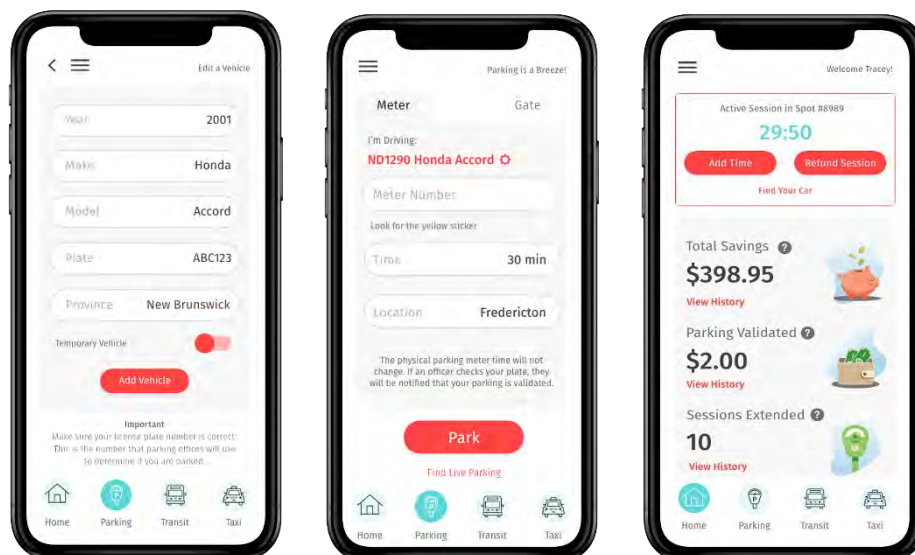 Edit a Vehicle
Year 2001
Make Honda
Model Accord
Plate ABC123
Province New Brunswick
Temporary Vehicle
Add Vehicle
Important
Make sure your license plate number is correct.
This is the number that parking offices will use
to determine if you are parked...
Home Parking Transit Taxi
Parking is a Breeze!
Meter Gate
I'm Driving:
ND1290 Honda Accord
Meter Number
Look for the yellow sticker
Time 30 min
Location Fredericton
The physical parking meter time will not
change. If an officer checks your plate, they
will be notified that your parking is validated.
Park
Find Live Parking
Home Parking Transit Taxi
Welcome Tracey!
Active Session in Spot #8989
29:50
Add Time Refund Session
Find Your Car
Total Savings ?
$398.95
View History
Parking Validated ?
$2.00
View History
Sessions Extended ?
10
View History
Home Parking Transit Taxi